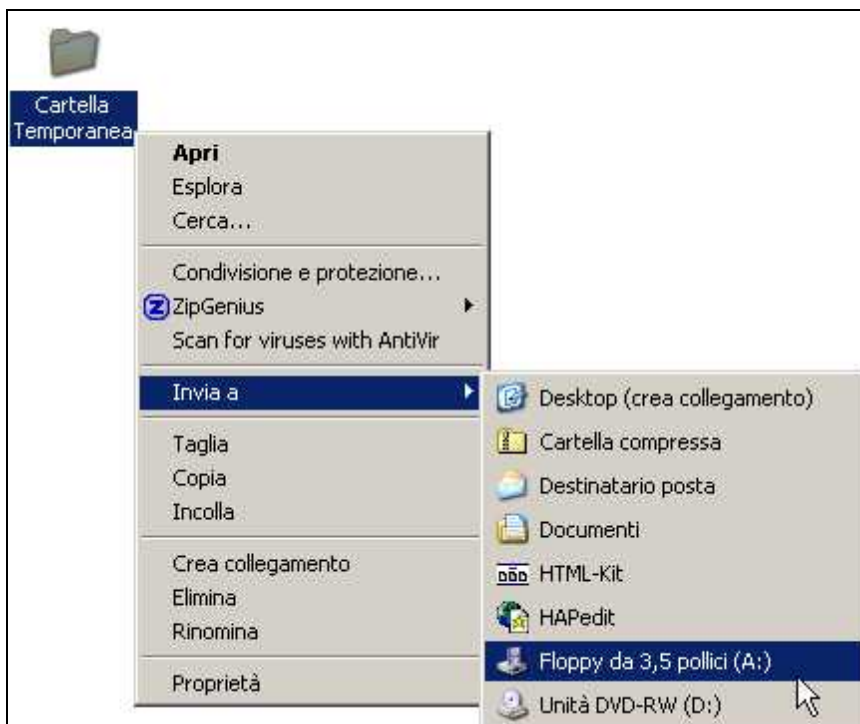 Cartella
Temporanea
Apri
Esplora
Cerca...
Condivisione e protezione...
ZipGenius
Scan for viruses with AntiVir
Invia a
Taglia
Copia
Incolla
Crea collegamento
Elimina
Rinomina
Proprietà
Desktop (crea collegamento)
Cartella compressa
Destinatario posta
Documenti
HTML-Kit
HAPedit
Floppy da 3,5 pollici (A:)
Unità DVD-RW (D:)